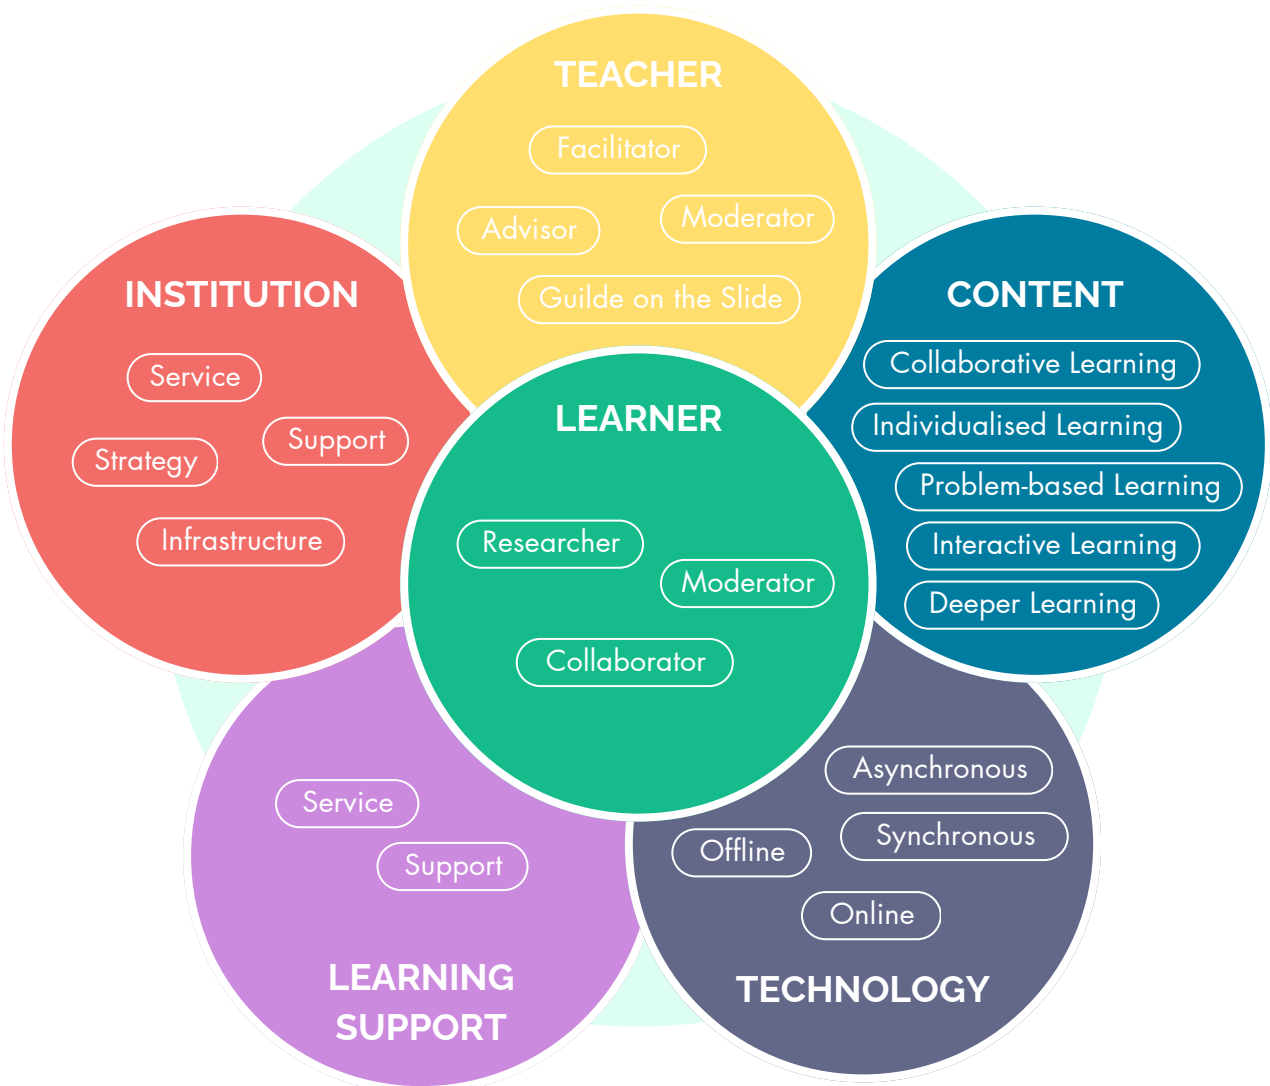 TEACHER
Facilitator
Advisor
Moderator
Guilde on the Slide
INSTITUTION
Service
Support
Strategy
Infrastructure
CONTENT
Collaborative Learning
Individualised Learning
Problem-based Learning
Interactive Learning
Deeper Learning
LEARNER
Researcher
Moderator
Collaborator
Service
Support
LEARNING
SUPPORT
Asynchronous
Synchronous
Offline
Online
TECHNOLOGY